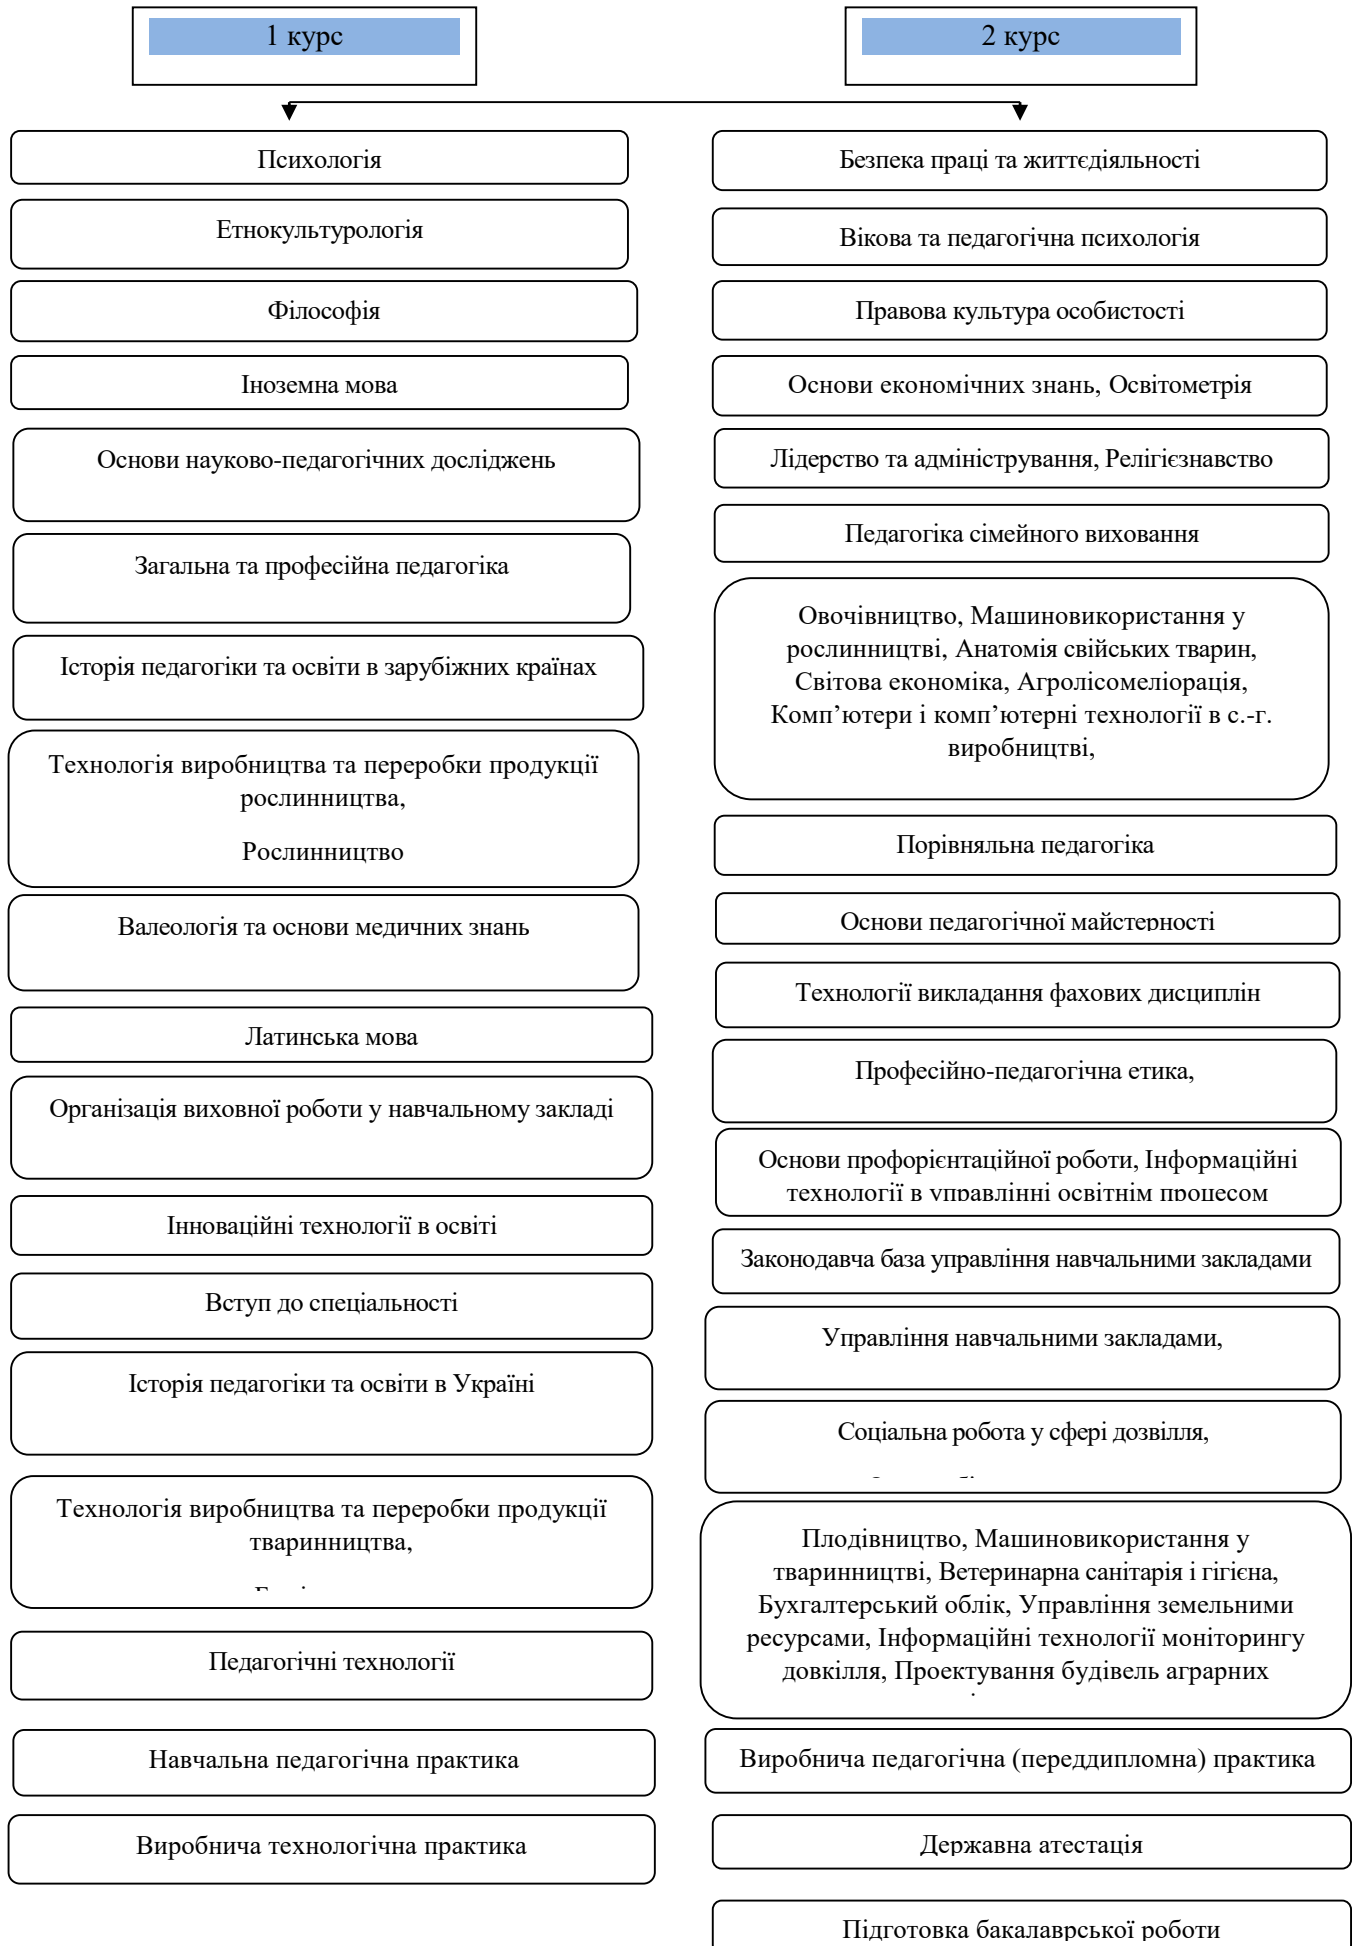 1 курс
2 курс
Психологія
Етнокультурологія
Філософія
Іноземна мова
Основи науково-педагогічних досліджень
Загальна та професійна педагогіка
Історія педагогіки та освіти в зарубіжних країнах
Технологія виробництва та переробки продукції
рослинництва,
Рослинництво
Валеологія та основи медичних знань
Латинська мова
Організація виховної роботи у навчальному закладі
Інноваційні технології в освіті
Вступ до спеціальності
Історія педагогіки та освіти в Україні
Технологія виробництва та переробки продукції
тваринництва,
Педагогічні технології
Навчальна педагогічна практика
Виробнича технологічна практика
Безпека праці та життєдіяльності
Вікова та педагогічна психологія
Правова культура особистості
Основи економічних знань, Освітометрія
Лідерство та адміністрування, Релігієзнавство
Педагогіка сімейного виховання
Овочівництво, Машиновикористання у
рослинництві, Анатомія свійських тварин,
Світова економіка, Агролісомеліорація,
Комп’ютери і комп’ютерні технології в с.-г.
виробництві,
Порівняльна педагогіка
Основи педагогічної майстерності
Технології викладання фахових дисциплін
Професійно-педагогічна етика,
Основи профорієнтаційної роботи, Інформаційні
технології в управлінні освітнім процесом
Законодавча база управління навчальними закладами
Управління навчальними закладами,
Соціальна робота у сфері дозвілля,
Плодівництво, Машиновикористання у
тваринництві, Ветеринарна санітарія і гігієна,
Бухгалтерський облік, Управління земельними
ресурсами, Інформаційні технології моніторингу
довкілля, Проектування будівель аграрних
Виробнича педагогічна (переддипломна) практика
Державна атестація
Підготовка бакалаврської роботи